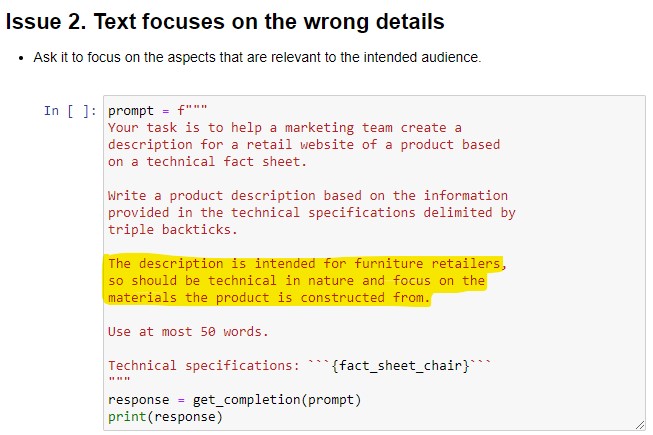 Issue 2. Text focuses on the wrong details
• Ask it to focus on the aspects that are relevant to the intended audience.
In [ ]: prompt = f"""
Your task is to help a marketing team create a
description for a retail website of a product based
on a technical fact sheet.
Write a product description based on the information
provided in the technical specifications delimited by
triple backticks.
The description is intended for furniture retailers,
so should be technical in nature and focus on the
materials the product is constructed from.
Use at most 50 words.
Technical specifications: ```{fact_sheet_chair}```
"""
response = get_completion(prompt)
print(response)